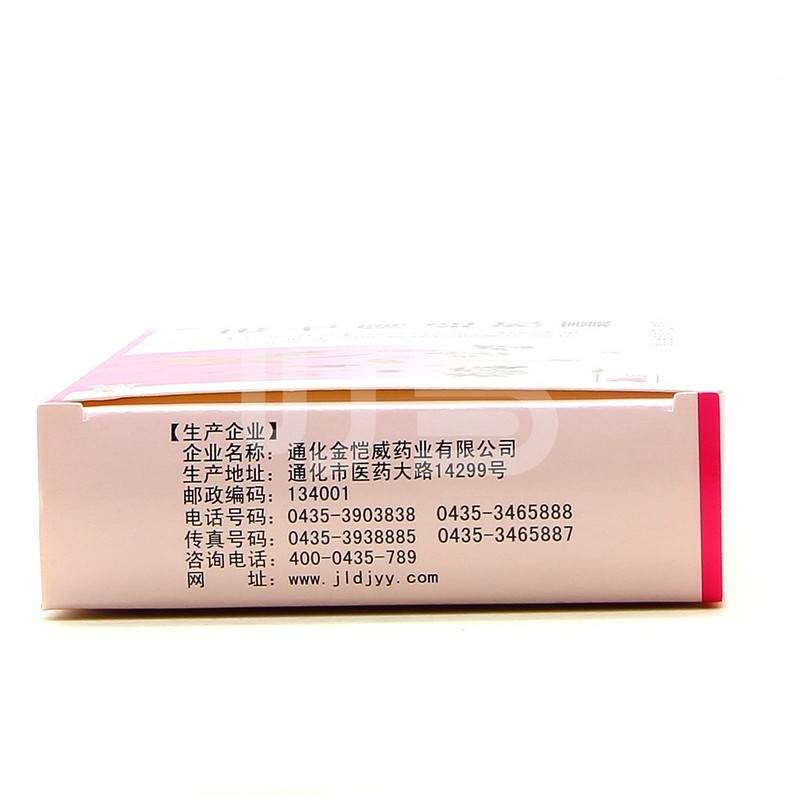 【生产企业】
企业名称：通化金恺威药业有限公司
生产地址：通化市医药大路14299号
邮政编码：134001
电话号码：0435-3903838 0435-3465888
传真号码：0435-3938885 0435-3465887
咨询电话：400-0435-789
网 址：www.jldjyy.com